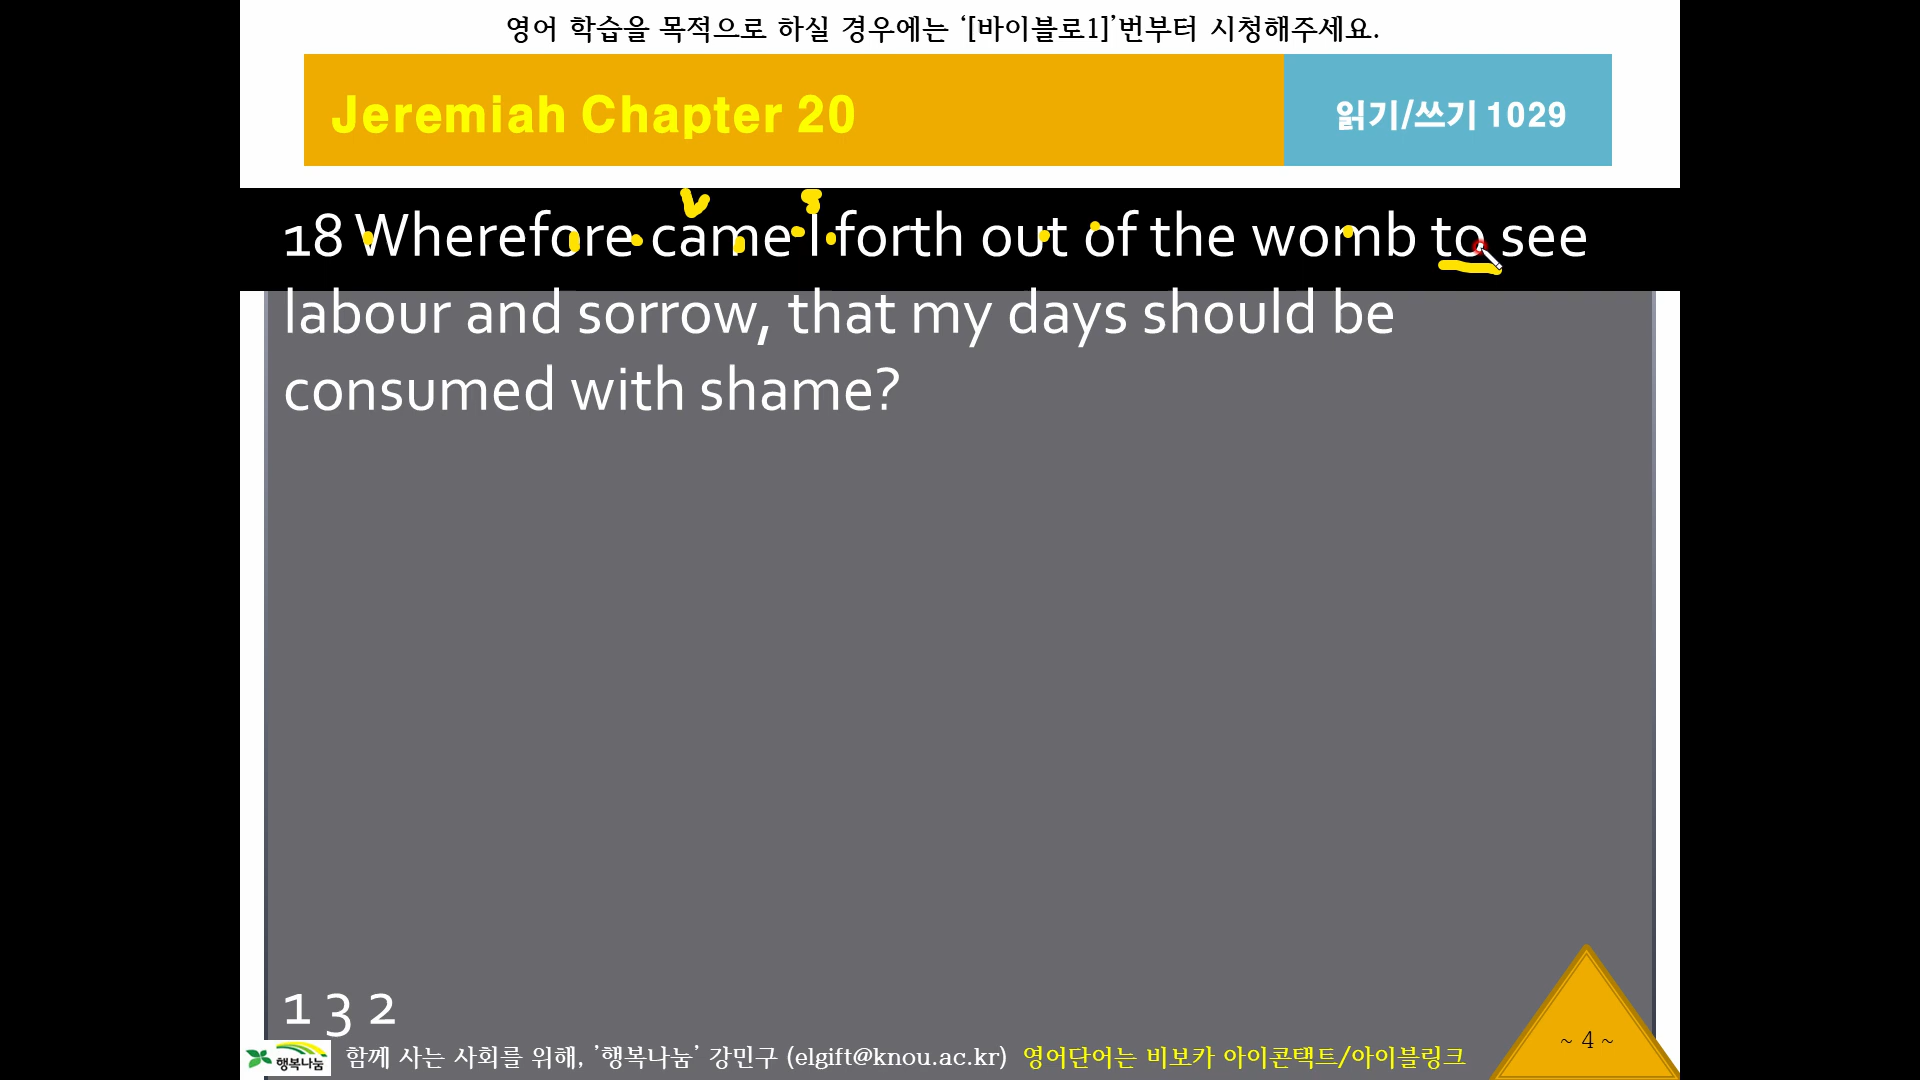 영어 학습을 목적으로 하실 경우에는 ‘[바이블로1]’번부터 시청해주세요.
Jeremiah Chapter 20
읽기/쓰기 1029
18 Wherefore came I forth out of the womb to see
labour and sorrow, that my days should be
consumed with shame?
1 3 2
~ 4 ~
행복나눔
함께 사는 사회를 위해, ’행복나눔’ 강민구 (elgift@knou.ac.kr) 영어단어는 비보카 아이콘택트/아이블링크